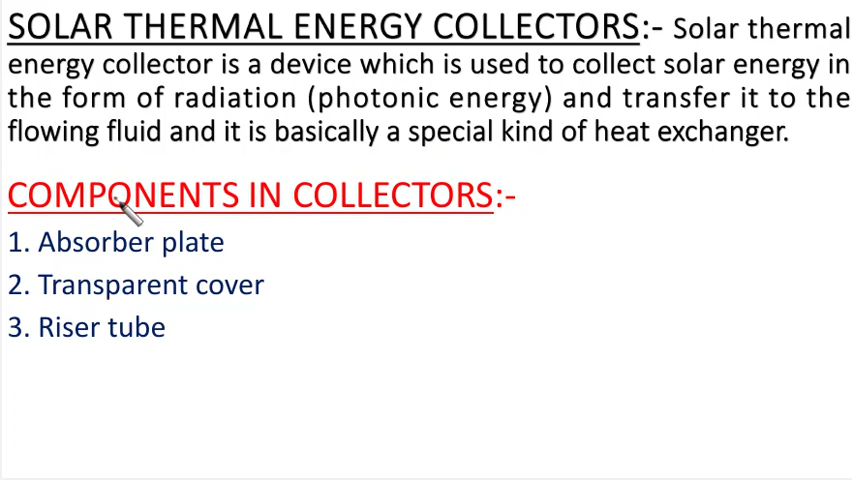 SOLAR THERMAL ENERGY COLLECTORS:- Solar thermal
energy collector is a device which is used to collect solar energy in
the form of radiation (photonic energy) and transfer it to the
flowing fluid and it is basically a special kind of heat exchanger.
COMPONENTS IN COLLECTORS:-
1. Absorber plate
2. Transparent cover
3. Riser tube